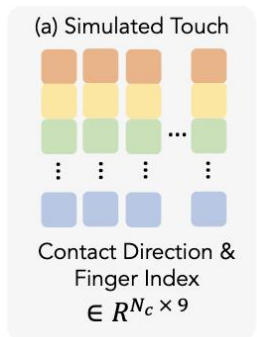 (a) Simulated Touch
...
Contact Direction &
Finger Index
∈ R^{N_c × 9}